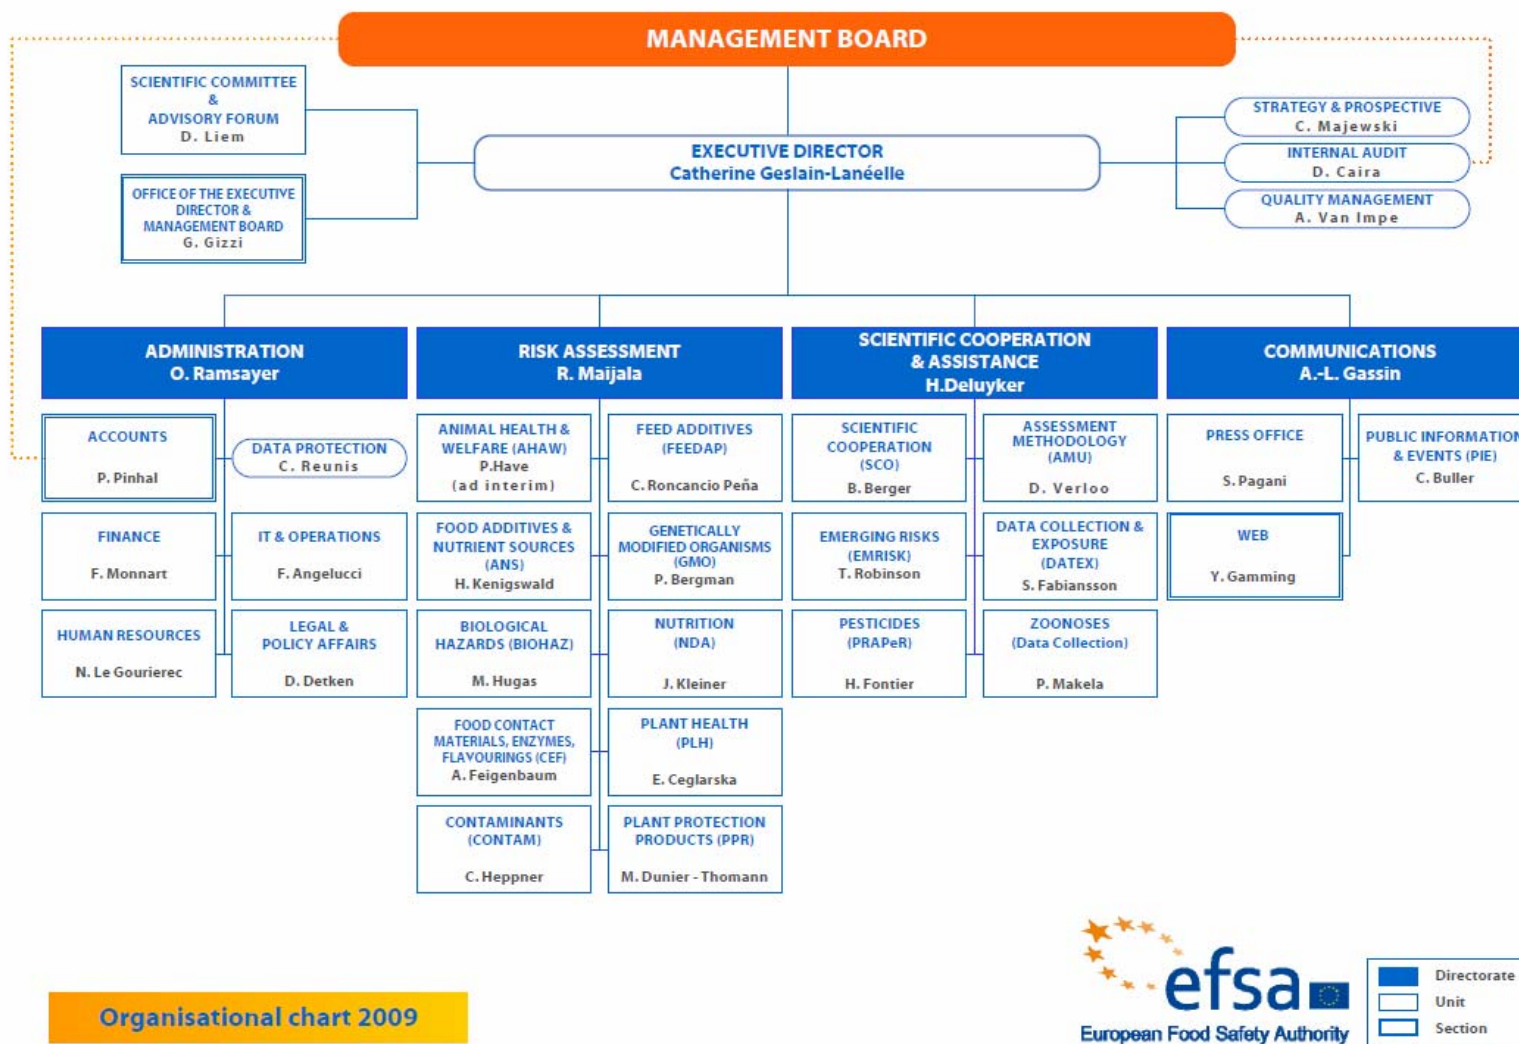 MANAGEMENT BOARD
SCIENTIFIC COMMITTEE
&
ADVISORY FORUM
D. Liem
OFFICE OF THE EXECUTIVE
DIRECTOR &
MANAGEMENT BOARD
G. Gizzi
EXECUTIVE DIRECTOR
Catherine Geslain-Lanéelle
STRATEGY & PROSPECTIVE
C. Majewski
INTERNAL AUDIT
D. Caira
QUALITY MANAGEMENT
A. Van Impe
ADMINISTRATION
O. Ramsayer
ACCOUNTS
P. Pinhal
DATA PROTECTION
C. Reunis
FINANCE
F. Monnart
IT & OPERATIONS
F. Angelucci
HUMAN RESOURCES
N. Le Gourierec
LEGAL &
POLICY AFFAIRS
D. Detken
RISK ASSESSMENT
R. Maijala
ANIMAL HEALTH &
WELFARE (AHAW)
P.Have
(ad interim)
FEED ADDITIVES
(FEEDAP)
C. Roncancio Peña
FOOD ADDITIVES &
NUTRIENT SOURCES
(ANS)
H. Kenigswald
GENETICALLY
MODIFIED ORGANISMS
(GMO)
P. Bergman
BIOLOGICAL
HAZARDS (BIOHAZ)
M. Hugas
NUTRITION
(NDA)
J. Kleiner
FOOD CONTACT
MATERIALS, ENZYMES,
FLAVOURINGS (CEF)
A. Feigenbaum
PLANT HEALTH
(PLH)
E. Ceglarska
CONTAMINANTS
(CONTAM)
C. Heppner
PLANT PROTECTION
PRODUCTS (PPR)
M. Dunier - Thomann
SCIENTIFIC COOPERATION
& ASSISTANCE
H.Deluyker
SCIENTIFIC
COOPERATION
(SCO)
B. Berger
ASSESSMENT
METHODOLOGY
(AMU)
D. Verloo
EMERGING RISKS
(EMRISK)
T. Robinson
DATA COLLECTION &
EXPOSURE
(DATEX)
S. Fabiansson
PESTICIDES
(PRAPeR)
H. Fontier
ZOONOSES
(Data Collection)
P. Makela
COMMUNICATIONS
A.-L. Gassin
PRESS OFFICE
S. Pagani
PUBLIC INFORMATION
& EVENTS (PIE)
C. Buller
WEB
Y. Gamming
Organisational chart 2009
efsa
European Food Safety Authority
Directorate
Unit
Section